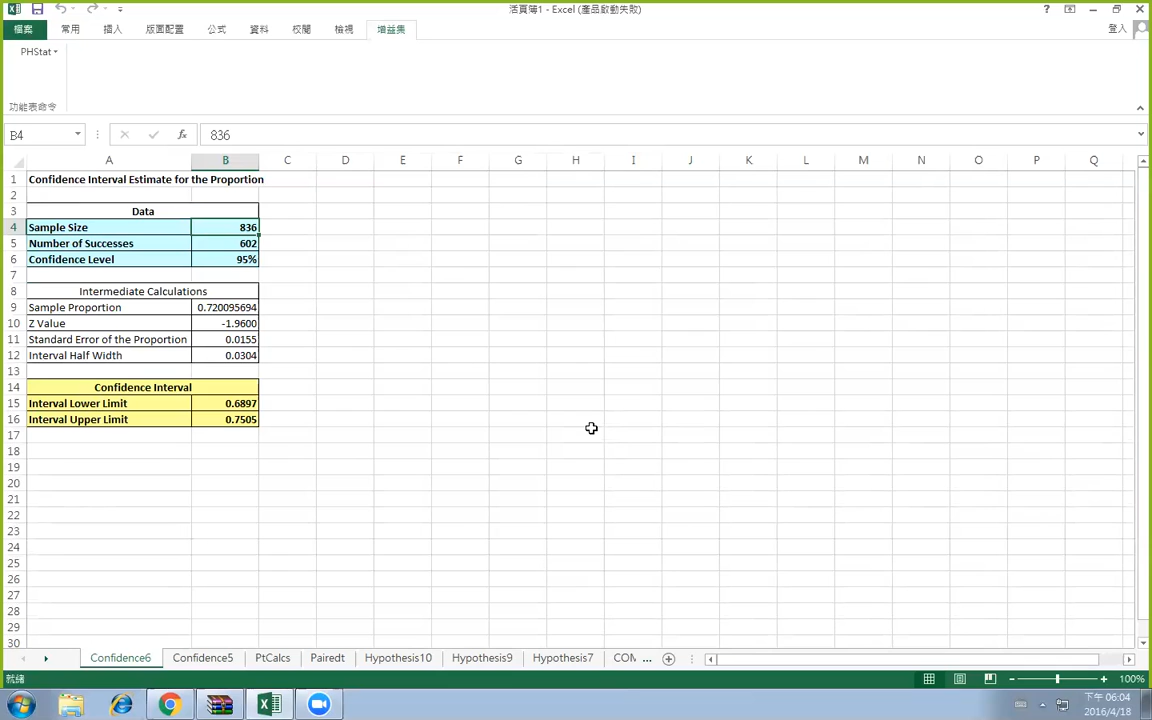 活頁簿1 - Excel (產品啟動失敗)
檔案 常用 插入 版面配置 公式 資料 校閱 檢視 增益集 登入
PHStat
功能表命令
B4 fx 836
A B C D E F G H I J K L M N O P Q
1 Confidence Interval Estimate for the Proportion
2
3 Data
4 Sample Size 836
5 Number of Successes 602
6 Confidence Level 95%
7
8 Intermediate Calculations
9 Sample Proportion 0.720095694
10 Z Value -1.9600
11 Standard Error of the Proportion 0.0155
12 Interval Half Width 0.0304
13
14 Confidence Interval
15 Interval Lower Limit 0.6897
16 Interval Upper Limit 0.7505
17
18
19
20
21
22
23
24
25
26
27
28
29
30
Confidence6 Confidence5 PtCalcs Pairedt Hypothesis10 Hypothesis9 Hypothesis7 COM ...
就緒 100%
下午 06:04
2016/4/18